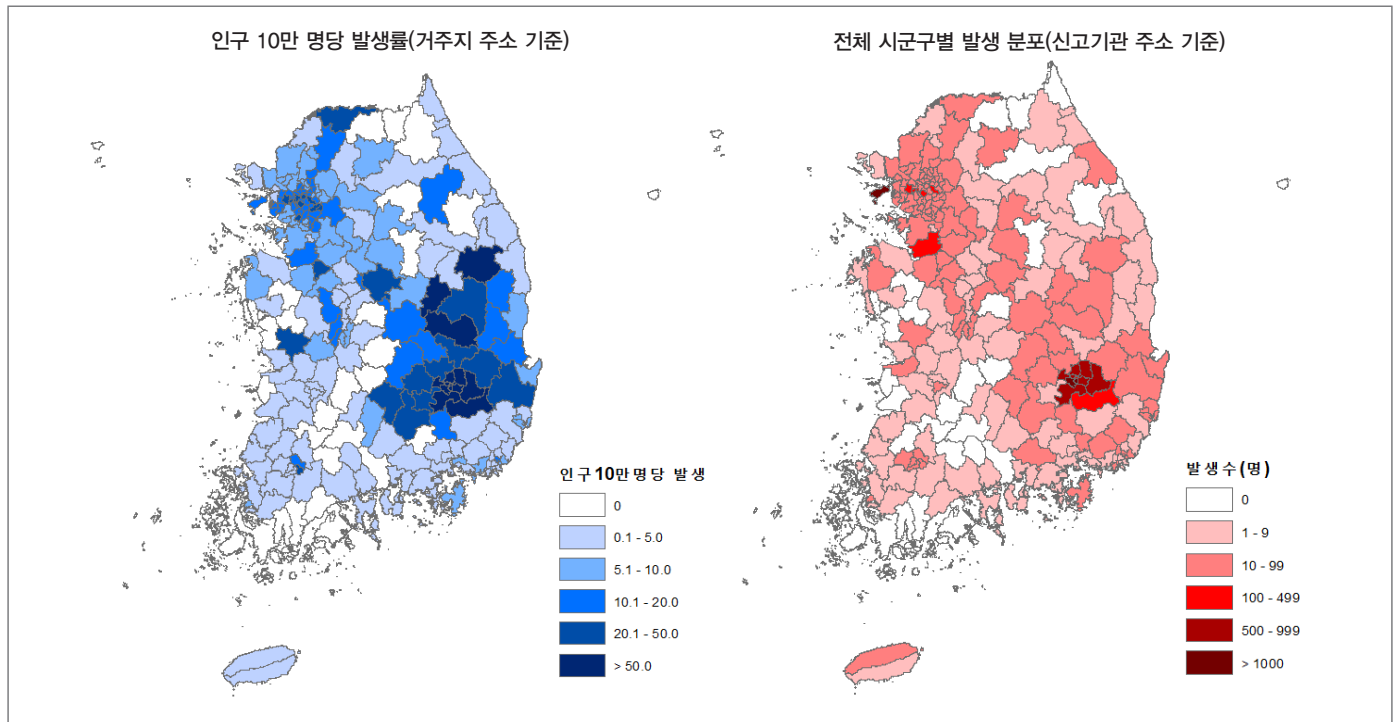 인구 10만 명당 발생률(거주지 주소 기준)
인구10만명당 발생
0
0.1 - 5.0
5.1 - 10.0
10.1 - 20.0
20.1 - 50.0
> 50.0
전체 시군구별 발생 분포(신고기관 주소 기준)
발생수(명)
0
1 - 9
10 - 99
100 - 499
500 - 999
> 1000